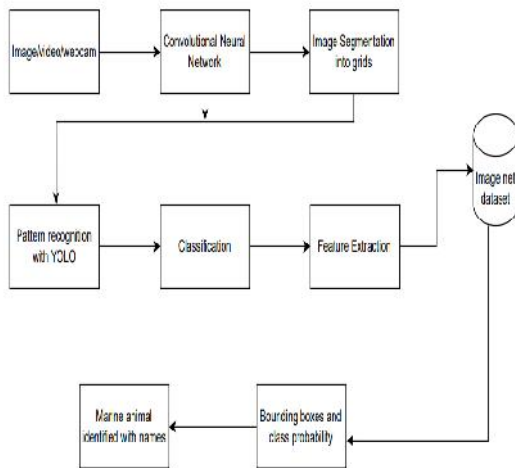 Image/video/webcam
Convolutional Neural
Network
Image Segmentation
into grids
Pattern recognition
with YOLO
Classification
Feature Extraction
Image net
dataset
Bounding boxes and
class probability
Marine animal
identified with names